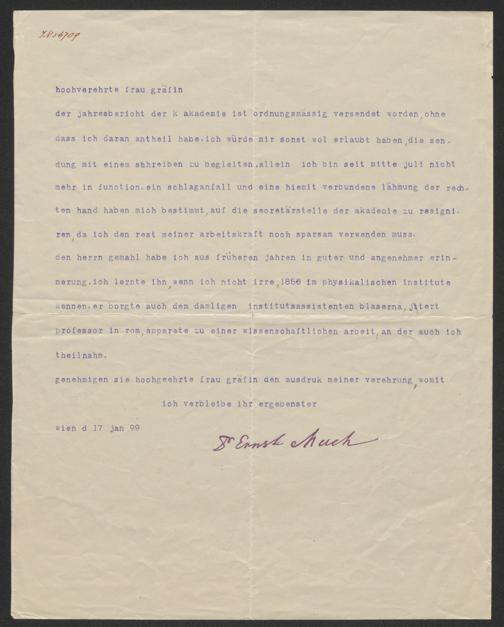 hochverehrte frau gräfin
der jahresbericht der k akademie ist ordnungsmässig versendet worden,ohne
dass ich daran antheil habe.ich würde mir sonst wol erlaubt haben,die sen.
dung mit einem shhreiben zu begleiten.allein ich bin seit mitte juli nicht
mehr in function.ein schlaganfall und eine hiemit verbundene lähmung der rech-
ten hand haben mich bestimmt,auf die secretärstelle der akademie zu resigni-
ren,da ich den rest meiner arbeitskraft noch sparsam verwenden muss.
den herrn gemahl habe ich aus früheren jahren in guter und angenehmer erin-
nerung.ich lernte ihn,wenn ich nicht irre,1856 im physikalischen institute
kennen.er borgte auch dem damligen institutsassistenten blaserna,jttezt
professor in rom,apparate zu einer wissenschaftlichen arbeit,an der auch ich
theilnahm.
genehmigen sie hochgeehrte frau gräfin den ausdruk meiner verehrung,womit
ich verbleibe ihr ergebenster
wien d 17 jan 99
Dr Ernst Mach